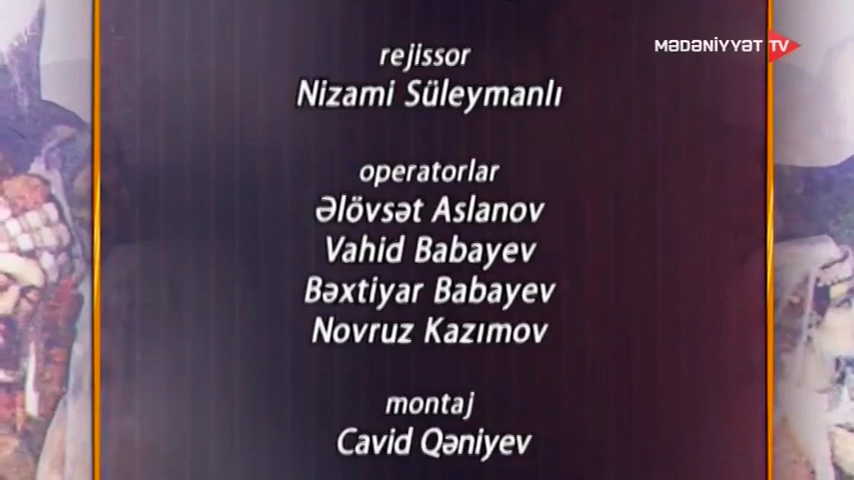 MƏDƏNİYYƏT TV
rejissor
Nizami Süleymanlı
operatorlar
Əlövsət Aslanov
Vahid Babayev
Bəxtiyar Babayev
Novruz Kazımov
montaj
Cavid Qəniyev